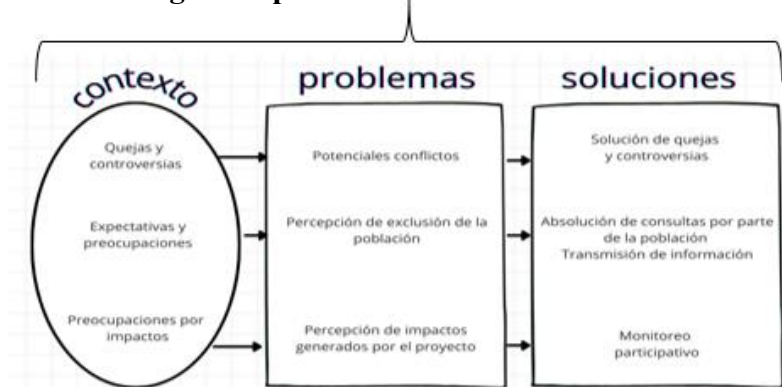 contexto
problemas
soluciones
Quejas y
controversias
Potenciales conflictos
Solución de quejas
y controversias
Expectativas y
preocupaciones
Percepción de exclusión de la
población
Absolución de consultas por parte
de la población
Transmisión de información
Preocupaciones por
impactos
Percepción de impactos
generados por el proyecto
Monitoreo
participativo